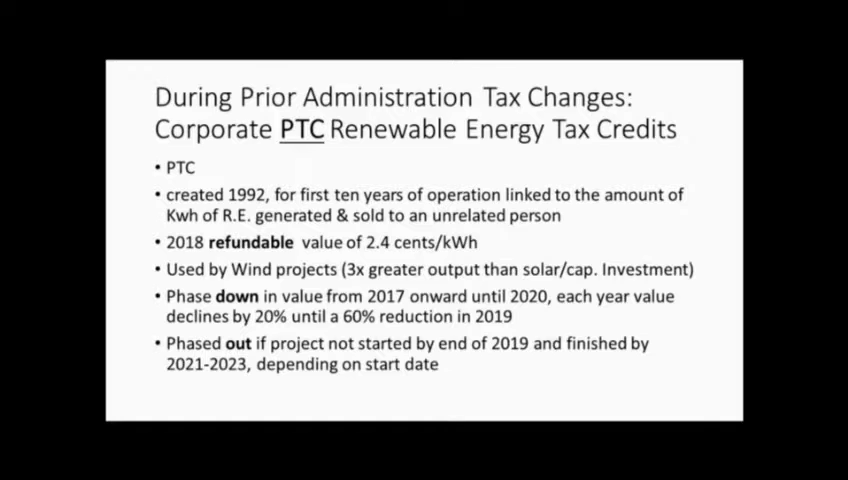 During Prior Administration Tax Changes:
Corporate PTC Renewable Energy Tax Credits
• PTC
• created 1992, for first ten years of operation linked to the amount of
Kwh of R.E. generated & sold to an unrelated person
• 2018 refundable value of 2.4 cents/kWh
• Used by Wind projects (3x greater output than solar/cap. Investment)
• Phase down in value from 2017 onward until 2020, each year value
declines by 20% until a 60% reduction in 2019
• Phased out if project not started by end of 2019 and finished by
2021-2023, depending on start date